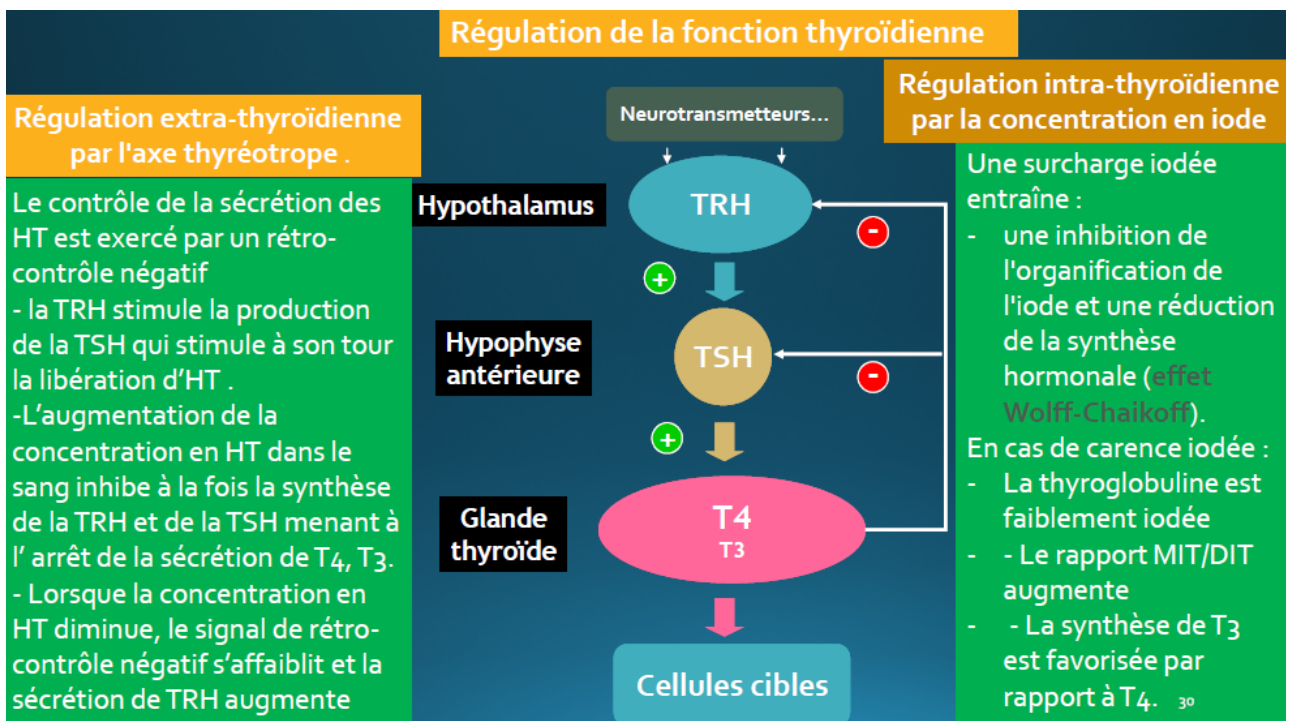 Régulation de la fonction thyroïdienne
Régulation extra-thyroïdienne
par l'axe thyréotrope .
Le contrôle de la sécrétion des
HT est exercé par un rétro-
contrôle négatif
- la TRH stimule la production
de la TSH qui stimule à son tour
la libération d'HT .
-L'augmentation de la
concentration en HT dans le
sang inhibe à la fois la synthèse
de la TRH et de la TSH menant à
l' arrêt de la sécrétion de T4, T3.
- Lorsque la concentration en
HT diminue, le signal de rétro-
contrôle négatif s'affaiblit et la
sécrétion de TRH augmente
Neurotransmetteurs...
Hypothalamus
TRH
-
+
Hypophyse
antérieure
TSH
-
+
Glande
thyroïde
T4
T3
Cellules cibles
Régulation intra-thyroïdienne
par la concentration en iode
Une surcharge iodée
entraîne :
- une inhibition de
l'organification de
l'iode et une réduction
de la synthèse
hormonale (effet
Wolff-Chaikoff).
En cas de carence iodée :
- La thyroglobuline est
faiblement iodée
- - Le rapport MIT/DIT
augmente
- - La synthèse de T3
est favorisée par
rapport à T4.
30